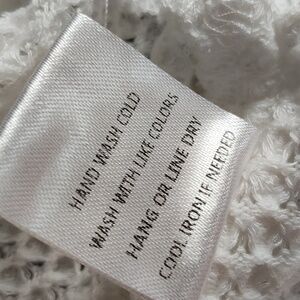 HAND WASH COLD
WASH WITH LIKE COLORS
HANG OR LINE DRY
COOL IRON IF NEEDED